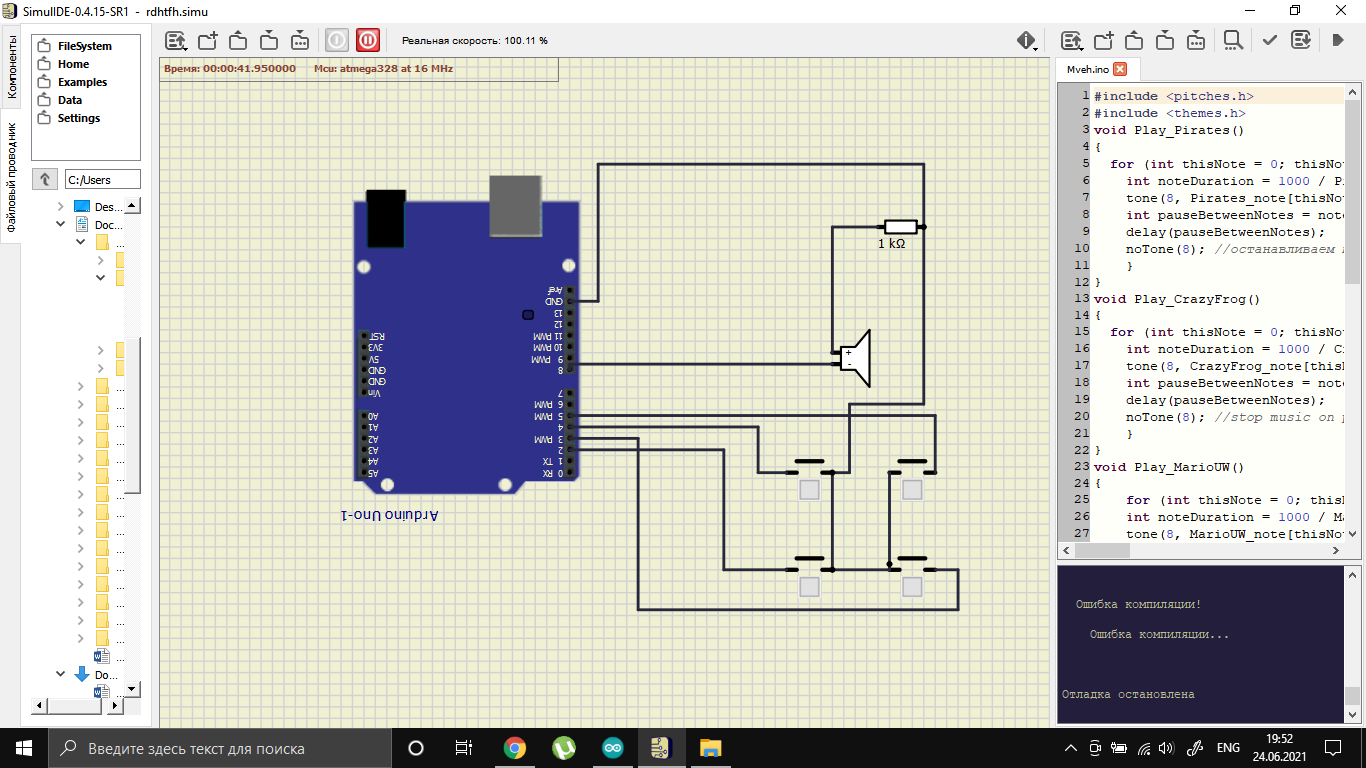 SimulIDE-0.4.15-SR1 - rdhtfh.simu
Компоненты
Файловый проводник
FileSystem
Home
Examples
Data
Settings
C:/Users
Des...
Doc...
...
Do...
Реальная скорость: 100.11 %
Время: 00:00:41.950000 Mcu: atmega328 at 16 MHz
Aref
GND
13
12
11 PWM
10 PWM
9 PWM
8
7
6 PWM
5 PWM
4
3 PWM
2
1 TX
0 RX
RST
3V3
5V
GND
GND
Vin
A0
A1
A2
A3
A4
A5
Arduino Uno-1
1 kΩ
+
-
Mveh.ino
1 #include <pitches.h>
2 #include <themes.h>
3 void Play_Pirates()
4 {
5 for (int thisNote = 0; thisNo
6 int noteDuration = 1000 / P
7 tone(8, Pirates_note[thisNo
8 int pauseBetweenNotes = note
9 delay(pauseBetweenNotes);
10 noTone(8); //останавливаем
11 }
12 }
13 void Play_CrazyFrog()
14 {
15 for (int thisNote = 0; thisNo
16 int noteDuration = 1000 / C
17 tone(8, CrazyFrog_note[this
18 int pauseBetweenNotes = note
19 delay(pauseBetweenNotes);
20 noTone(8); //stop music on
21 }
22 }
23 void Play_MarioUW()
24 {
25 for (int thisNote = 0; this
26 int noteDuration = 1000 / Ma
27 tone(8, MarioUW_note[thisNo
Ошибка компиляции!
Ошибка компиляции...
Отладка остановлена
Введите здесь текст для поиска
ENG
19:52
24.06.2021